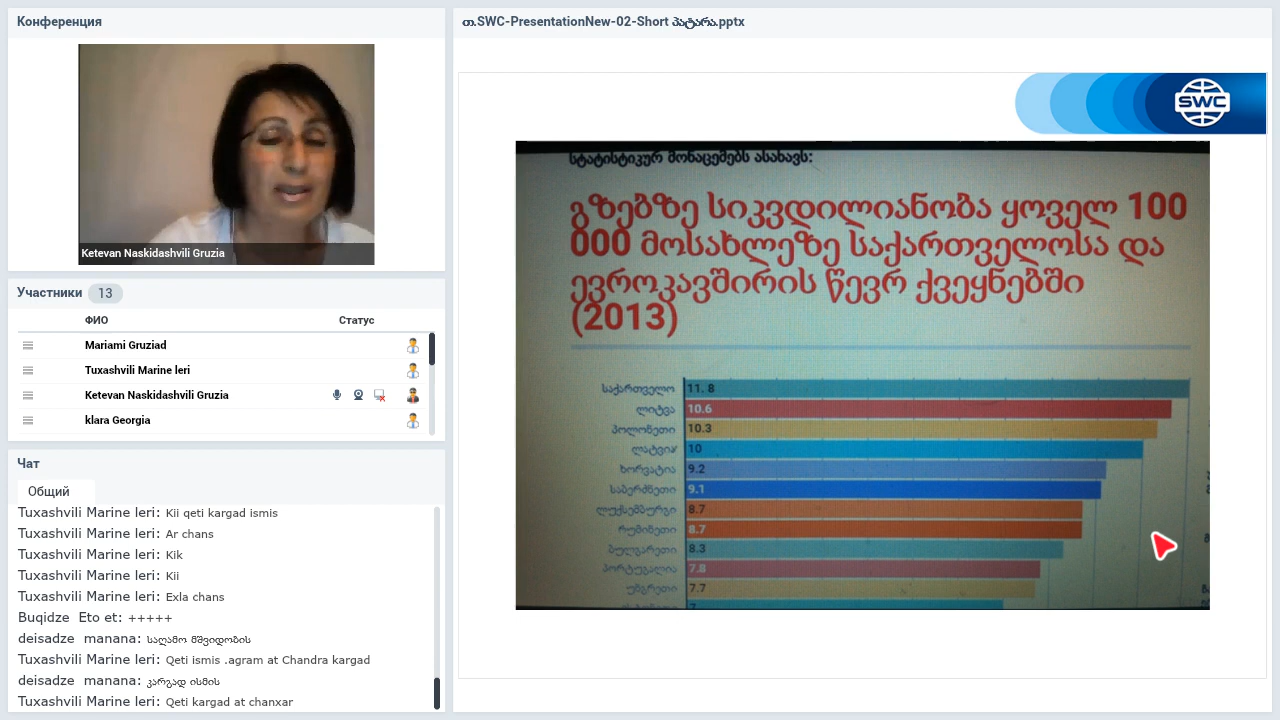 Конференция
Ketevan Naskidashvili Gruzia
Участники 13
ФИО Статус
Mariami Gruziad
Tuxashvili Marine leri
Ketevan Naskidashvili Gruzia
klara Georgia
Чат
Общий
Tuxashvili Marine leri: Kii qeti kargad ismis
Tuxashvili Marine leri: Ar chans
Tuxashvili Marine leri: Kik
Tuxashvili Marine leri: Kii
Tuxashvili Marine leri: Exla chans
Buqidze Eto et: +++++
deisadze manana: საღამო მშვიდობის
Tuxashvili Marine leri: Qeti ismis .agram at Chandra kargad
deisadze manana: კარგად ისმის
Tuxashvili Marine leri: Qeti kargad at chanxar
თ.SWC-PresentationNew-02-Short პატარა.pptx
SWC
სტატისტიკურ მონაცემებს ასახავს:
გზებზე სიკვდილიანობა ყოველ 100
000 მოსახლეზე საქართველოსა და
ევროკავშირის წევრ ქვეყნებში
(2013)
საქართველო 11. 8
ლიტვა 10.6
პოლონეთი 10.3
ლატვია 10
ხორვატია 9.2
საბერძნეთი 9.1
ლუქსემბურგი 8.7
რუმინეთი 8.7
ბულგარეთი 8.3
პორტუგალია 7.8
უნგრეთი 7.7